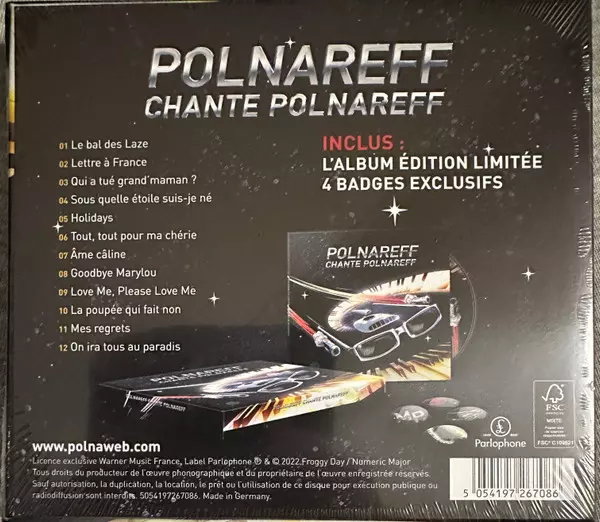 POLNAREFF
CHANTE POLNAREFF
01 Le bal des Laze
02 Lettre à France
03 Qui a tué grand'maman ?
04 Sous quelle étoile suis-je né
05 Holidays
06 Tout, tout pour ma chérie
07 Âme câline
08 Goodbye Marylou
09 Love Me, Please Love Me
10 La poupée qui fait non
11 Mes regrets
12 On ira tous au paradis
INCLUS :
L'ALBUM ÉDITION LIMITÉE
4 BADGES EXCLUSIFS
POLNAREFF
CHANTE POLNAREFF
POLNAREFF CHANTE POLNAREFF
www.polnaweb.com
Parlophone
FSC
MIXTE
Licence exclusive Warner Music France, Label Parlophone ℗ & © 2022 Froggy Day / Numeric Major
Tous droits du producteur de l'œuvre phonographique et du propriétaire de l'œuvre enregistrée réservés.
Sauf autorisation, la duplication, la location, le prêt ou l'utilisation de ce disque pour exécution publique ou
radiodiffusion sont interdits. 5054197267086. Made in Germany.
5 054197 267086